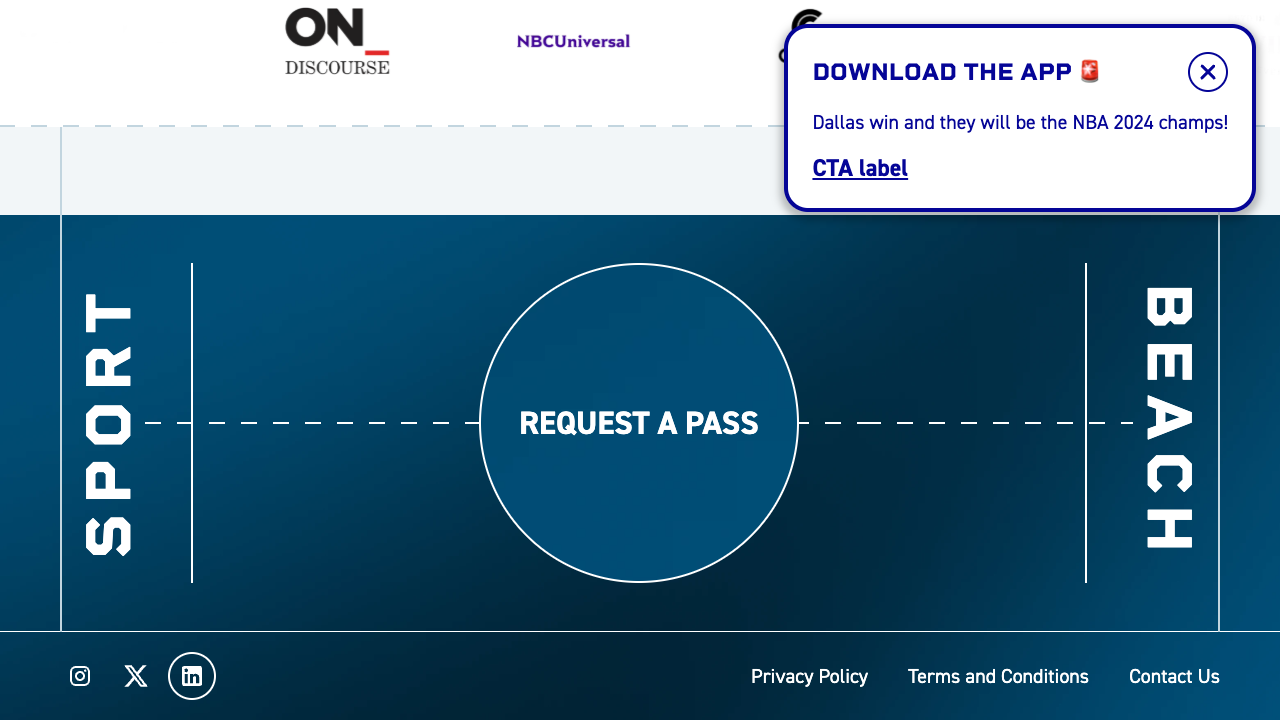 ON_
DISCOURSE
NBCUniversal
DOWNLOAD THE APP 🚨
Dallas win and they will be the NBA 2024 champs!
CTA label
SPORT
REQUEST A PASS
BEACH
Privacy Policy
Terms and Conditions
Contact Us